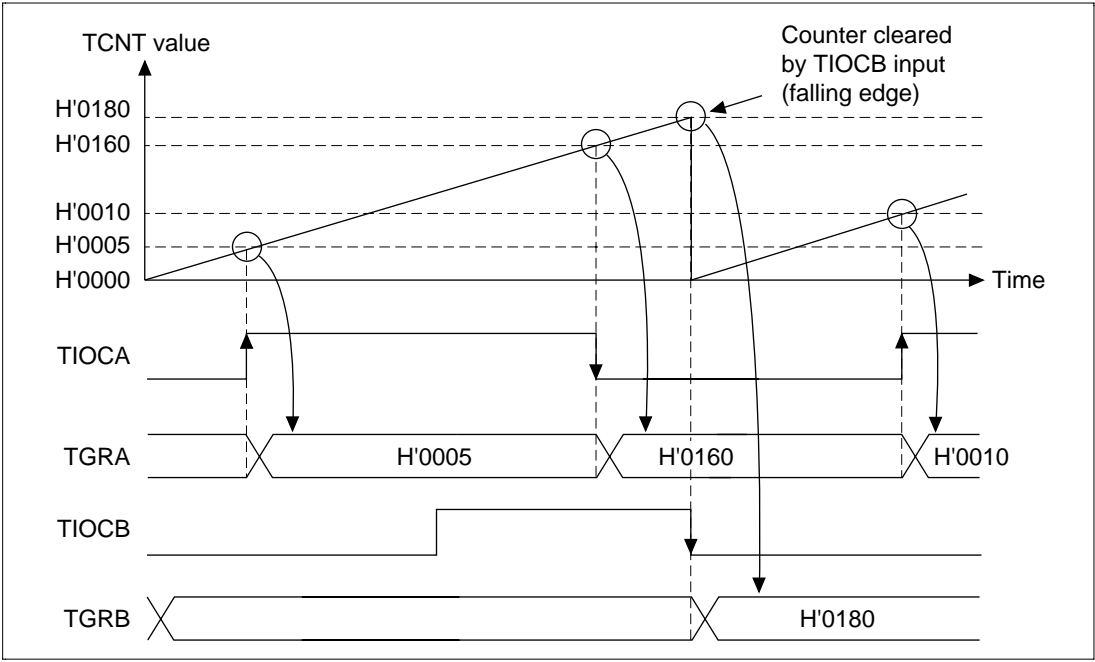 TCNT value
Counter cleared
by TIOCB input
(falling edge)
H'0180
H'0160
H'0010
H'0005
H'0000
Time
TIOCA
TGRA
H'0005
H'0160
H'0010
TIOCB
TGRB
H'0180